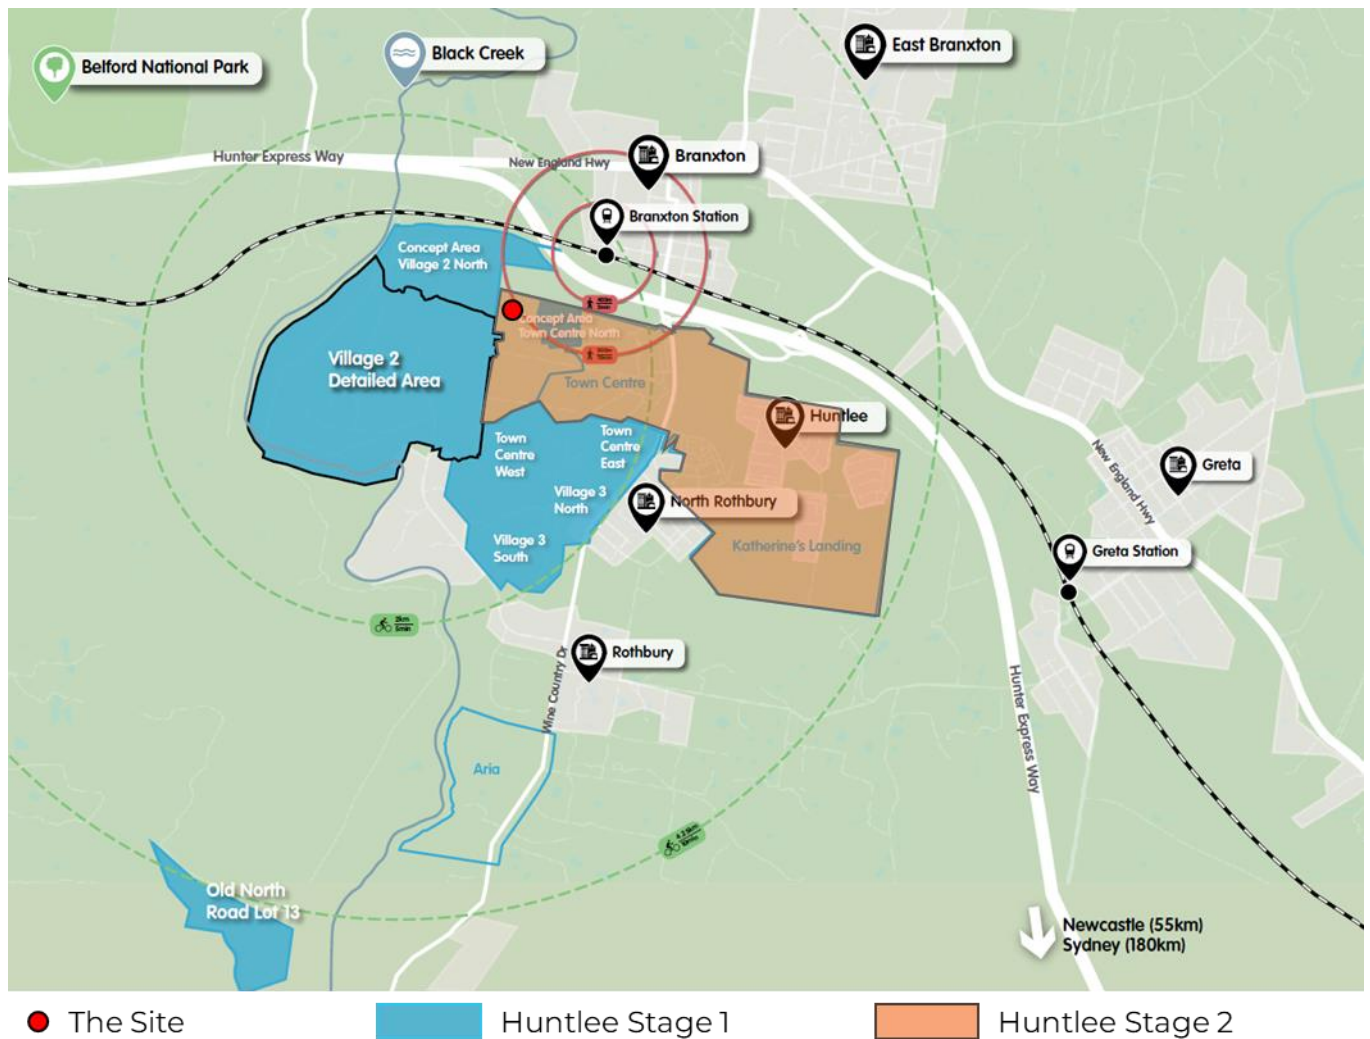 Belford National Park
Black Creek
East Branxton
Hunter Express Way
New England Hwy
Branxton
Branxton Station
Concept Area
Village 2 North
Concept Area
Town Centre North
Village 2
Detailed Area
Town Centre
Huntlee
Town
Centre
West
Town
Centre
East
Village 3
North
North Rothbury
Village 3
South
Katherine's Landing
New England Hwy
Greta
Greta Station
2km
5min
Rothbury
Wine Country Dr
Hunter Express Way
Aria
Old North
Road Lot 13
Newcastle (55km)
Sydney (180km)
The Site
Huntlee Stage 1
Huntlee Stage 2